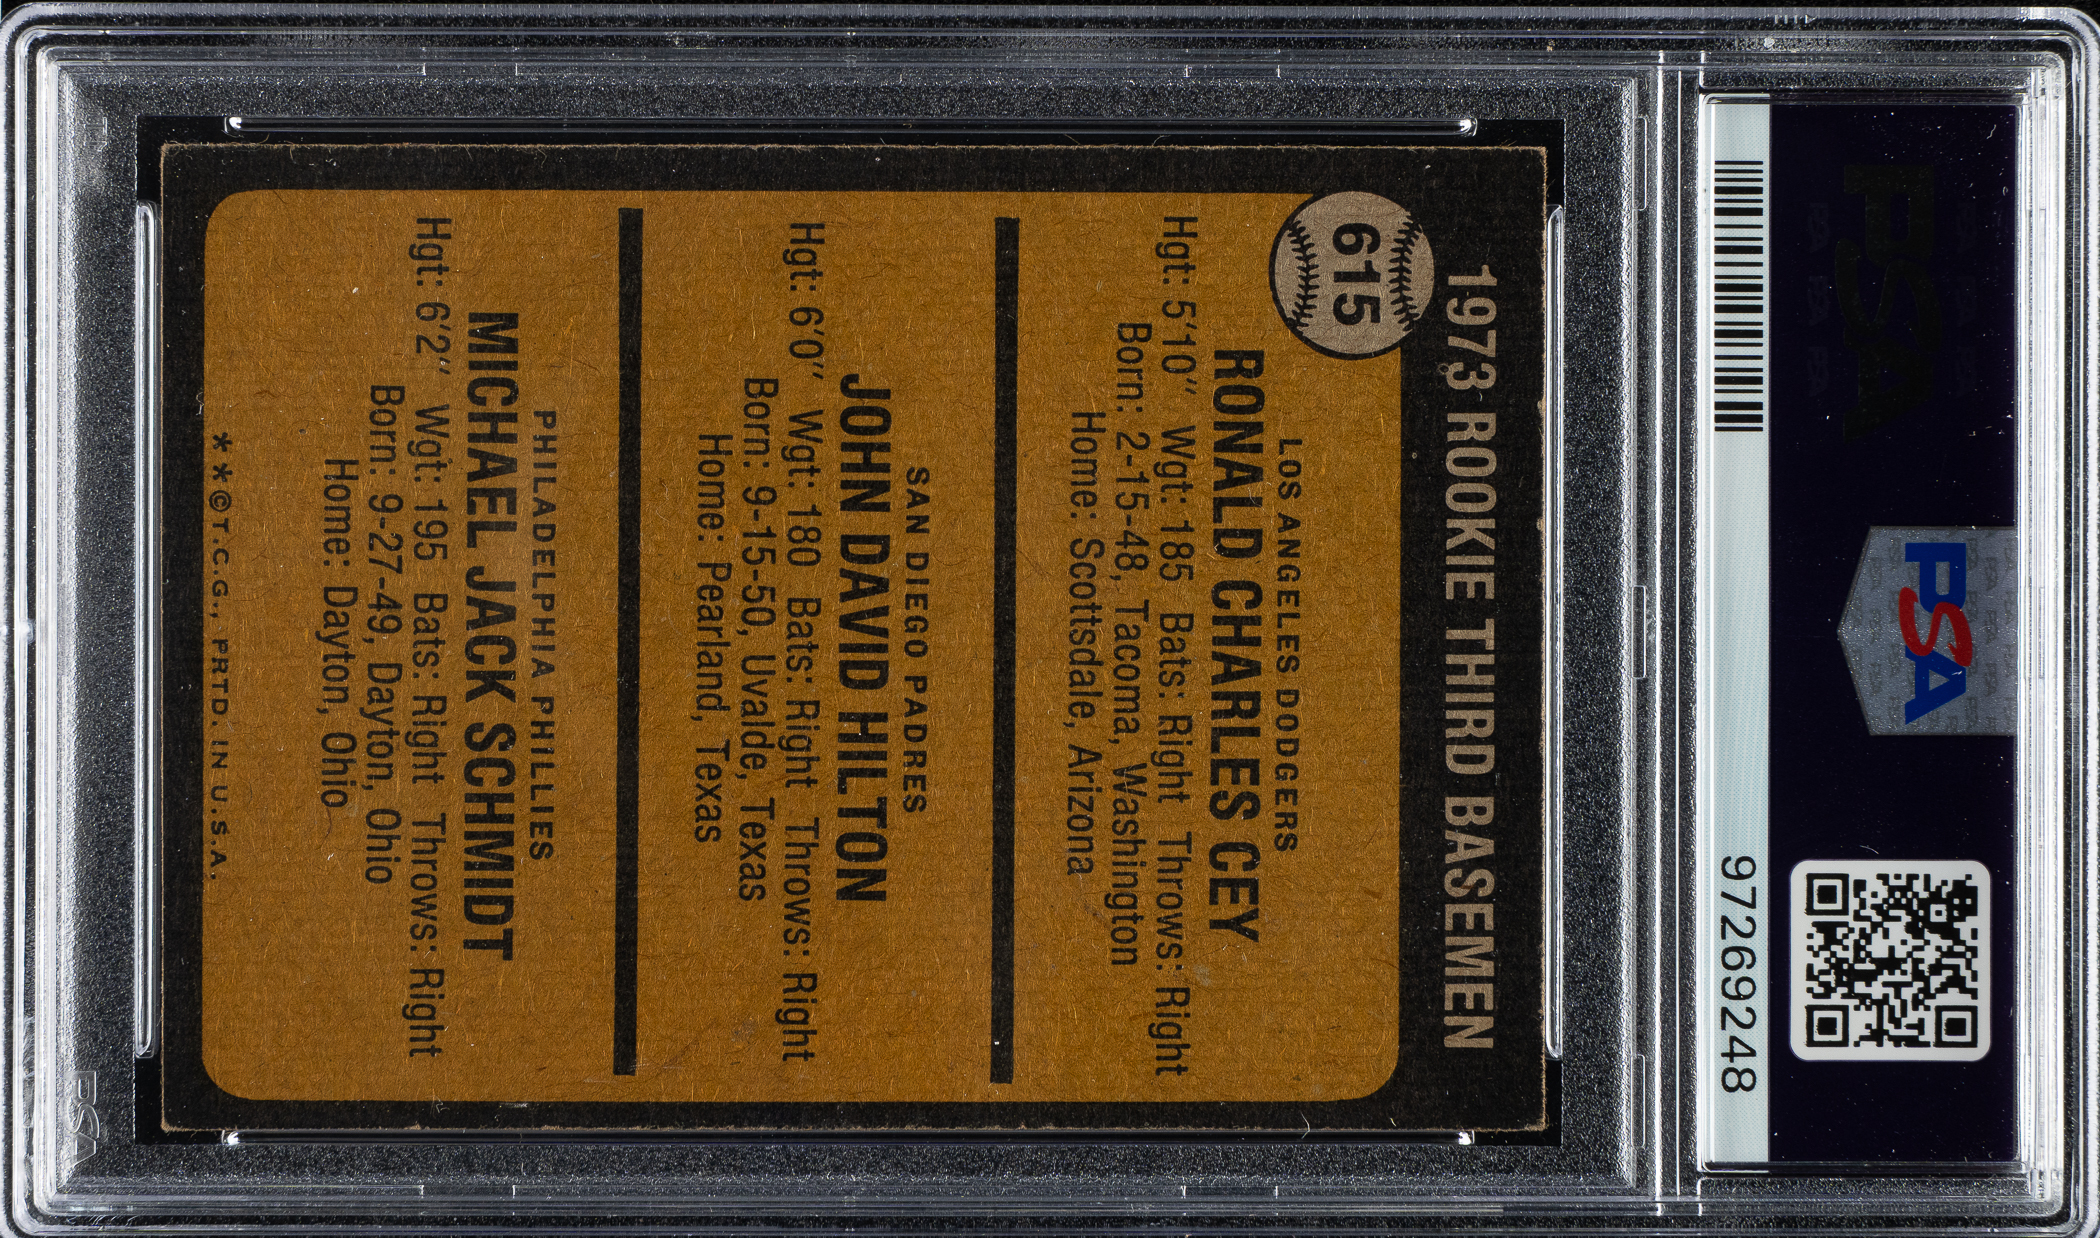 PSA
97269248
1973 ROOKIE THIRD BASEMEN
615
LOS ANGELES DODGERS
RONALD CHARLES CEY
Hgt: 5'10" Wgt: 185 Bats: Right Throws: Right
Born: 2-15-48, Tacoma, Washington
Home: Scottsdale, Arizona
SAN DIEGO PADRES
JOHN DAVID HILTON
Hgt: 6'0" Wgt: 180 Bats: Right Throws: Right
Born: 9-15-50, Uvalde, Texas
Home: Pearland, Texas
PHILADELPHIA PHILLIES
MICHAEL JACK SCHMIDT
Hgt: 6'2" Wgt: 195 Bats: Right Throws: Right
Born: 9-27-49, Dayton, Ohio
Home: Dayton, Ohio
**©T.C.G., PRTD. IN U.S.A.
PSA